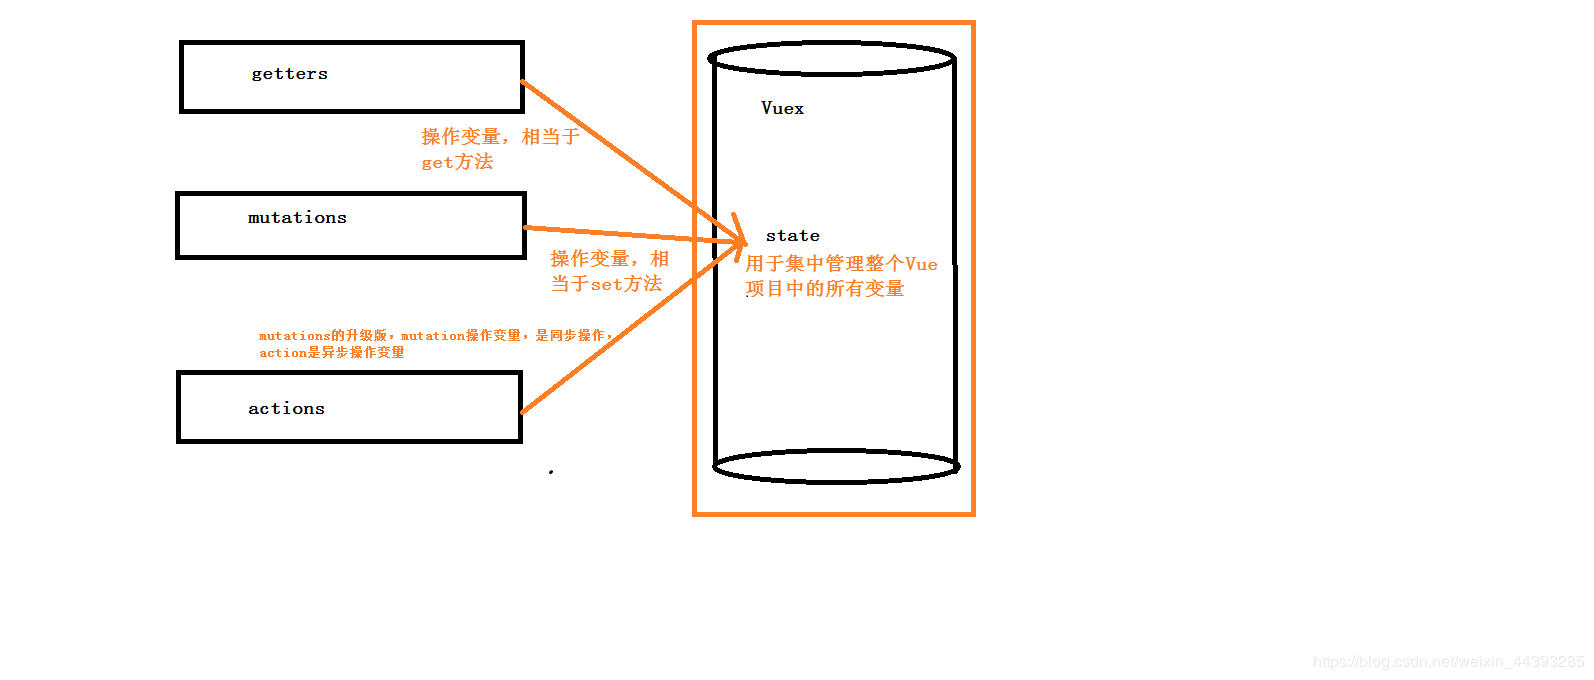 getters
操作变量，相当于
get方法
mutations
操作变量，相
当于set方法
mutations的升级版，mutation操作变量，是同步操作，
action是异步操作变量
actions
Vuex
state
用于集中管理整个Vue
项目中的所有变量
https://blog.csdn.net/weixin_44393285